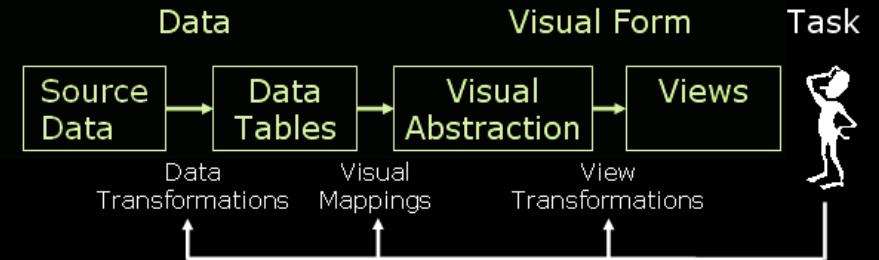 Data
Visual Form
Task
Source
Data
Data
Tables
Visual
Abstraction
Views
Data
Transformations
Visual
Mappings
View
Transformations